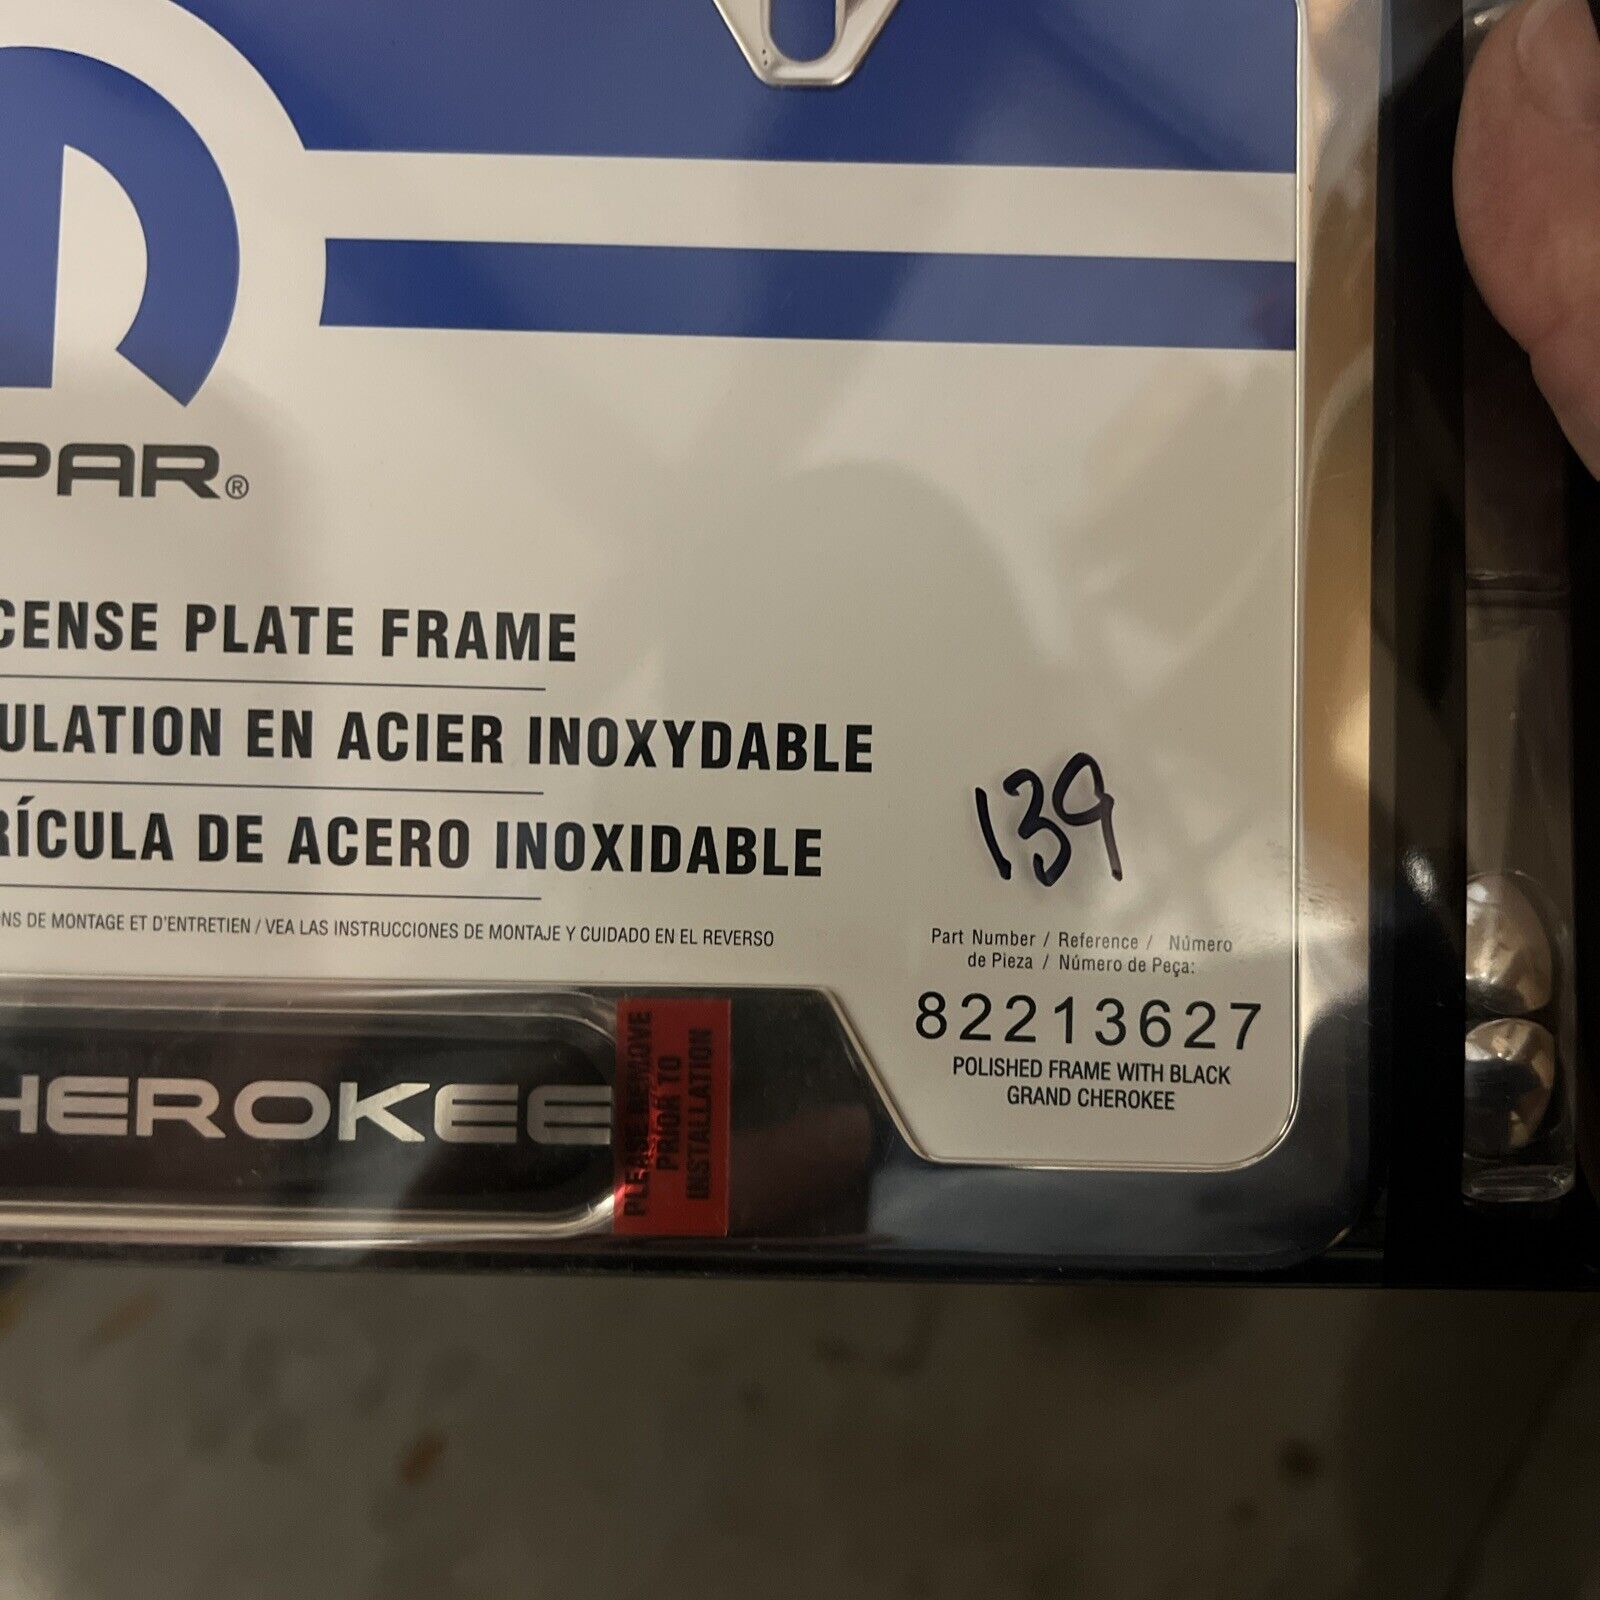 PAR®
CENSE PLATE FRAME
ULATION EN ACIER INOXYDABLE
RÍCULA DE ACERO INOXIDABLE
NS DE MONTAGE ET D'ENTRETIEN / VEA LAS INSTRUCCIONES DE MONTAJE Y CUIDADO EN EL REVERSO
139
Part Number / Reference / Número
de Pieza / Número de Peça:
82213627
POLISHED FRAME WITH BLACK
GRAND CHEROKEE
HEROKEE
PLEASE REMOVE
PRIOR TO
INSTALLATION